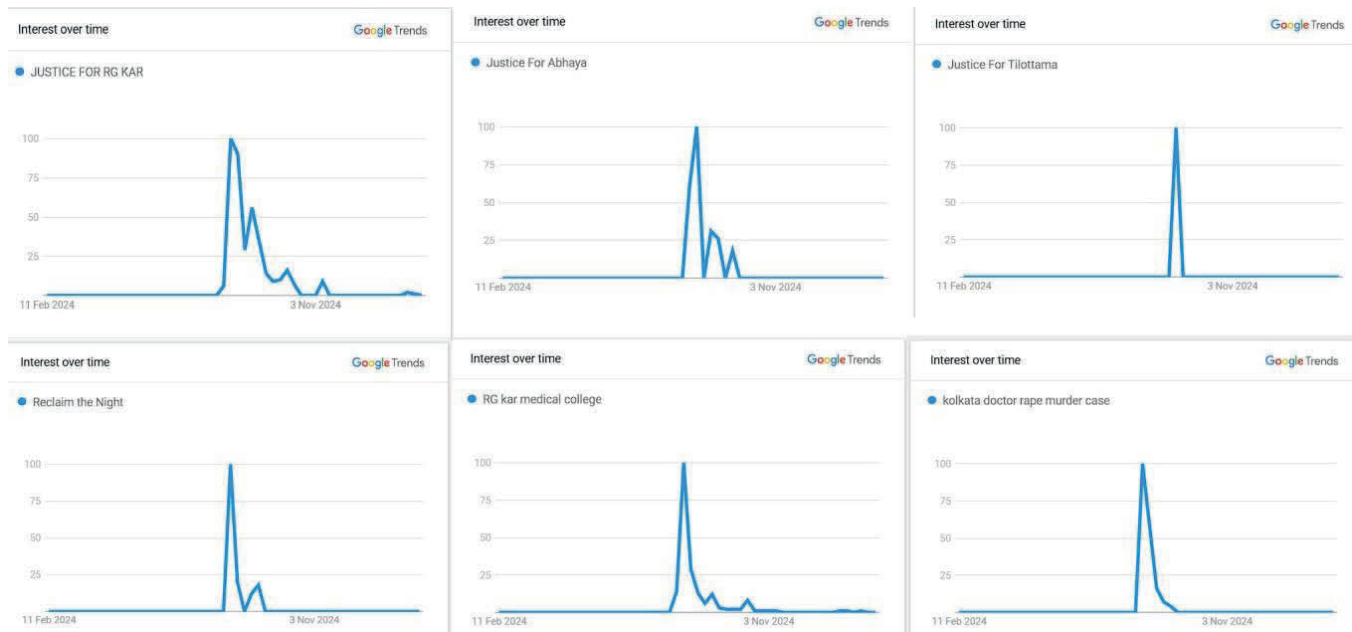 Interest over time
Google Trends
JUSTICE FOR RG KAR
100
75
50
25
11 Feb 2024
3 Nov 2024
Interest over time
Google Trends
Justice For Abhaya
100
75
50
25
11 Feb 2024
3 Nov 2024
Interest over time
Google Trends
Justice For Tilottama
100
75
50
25
11 Feb 2024
3 Nov 2024
Interest over time
Google Trends
Reclaim the Night
100
75
50
25
11 Feb 2024
3 Nov 2024
Interest over time
Google Trends
RG kar medical college
100
75
50
25
11 Feb 2024
3 Nov 2024
Interest over time
Google Trends
kolkata doctor rape murder case
100
75
50
25
11 Feb 2024
3 Nov 2024